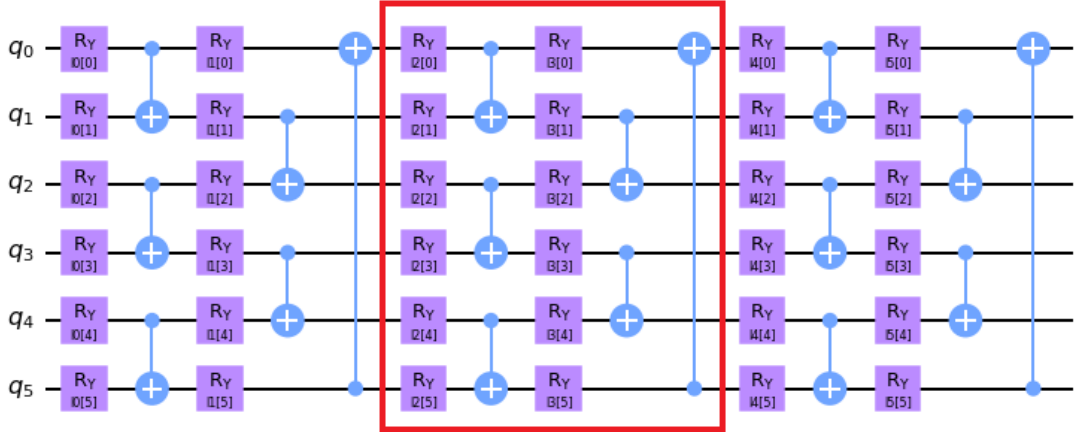 q0 RY RY RY RY RY RY
l0[0] l1[0] l2[0] l3[0] l4[0] l5[0]
q1 RY RY RY RY RY RY
l0[1] l1[1] l2[1] l3[1] l4[1] l5[1]
q2 RY RY RY RY RY RY
l0[2] l1[2] l2[2] l3[2] l4[2] l5[2]
q3 RY RY RY RY RY RY
l0[3] l1[3] l2[3] l3[3] l4[3] l5[3]
q4 RY RY RY RY RY RY
l0[4] l1[4] l2[4] l3[4] l4[4] l5[4]
q5 RY RY RY RY RY RY
l0[5] l1[5] l2[5] l3[5] l4[5] l5[5]